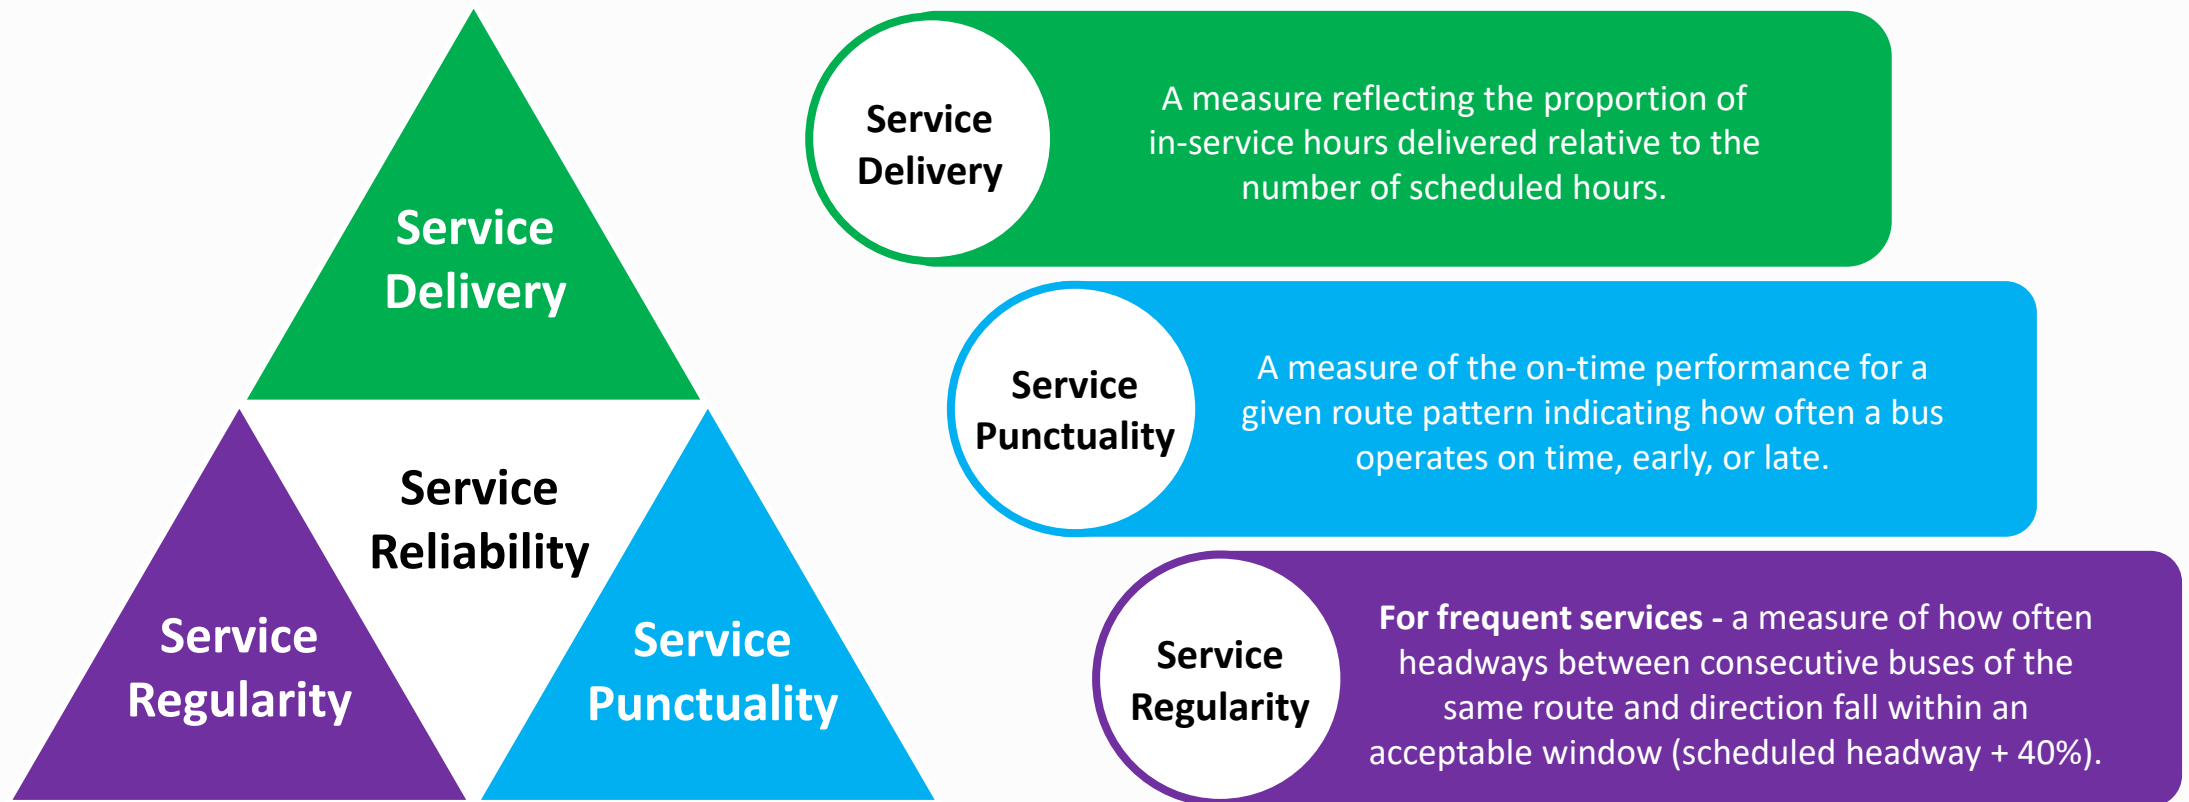 Service
Delivery
Service
Reliability
Service
Regularity
Service
Punctuality
Service
Delivery
A measure reflecting the proportion of
in-service hours delivered relative to the
number of scheduled hours.
Service
Punctuality
A measure of the on-time performance for a
given route pattern indicating how often a bus
operates on time, early, or late.
Service
Regularity
For frequent services - a measure of how often
headways between consecutive buses of the
same route and direction fall within an
acceptable window (scheduled headway + 40%).